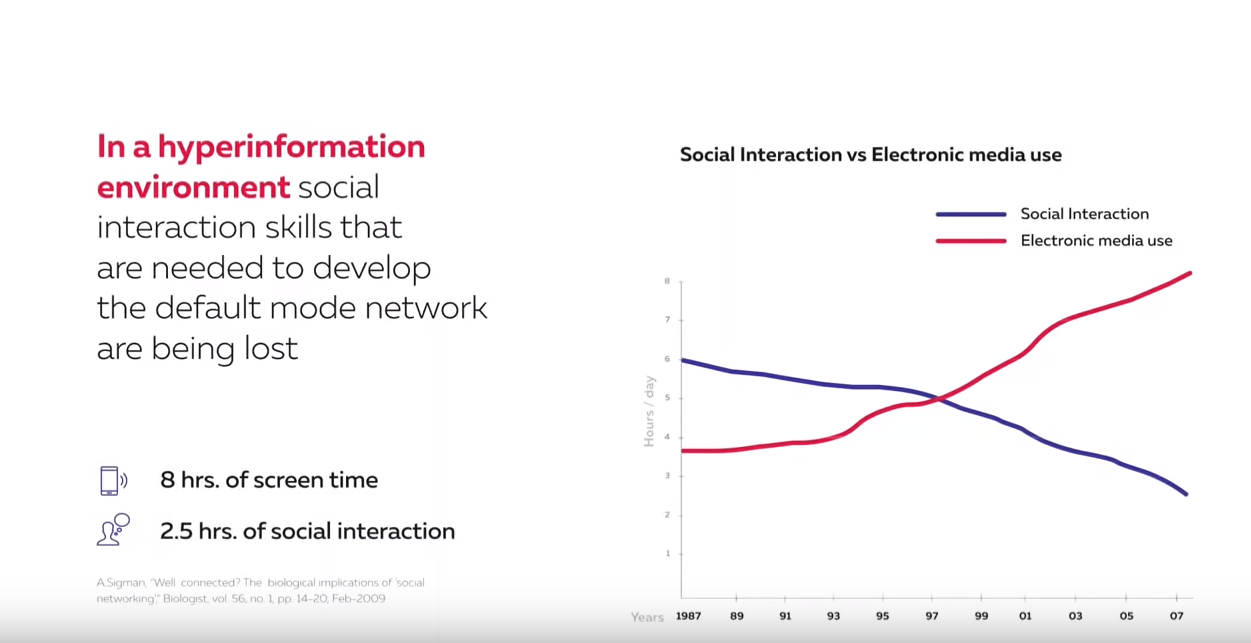 In a hyperinformation
environment social
interaction skills that
are needed to develop
the default mode network
are being lost
8 hrs. of screen time
2.5 hrs. of social interaction
A.Sigman, "Well connected? The biological implications of 'social
networking'," Biologist, vol. 56, no. 1, pp. 14-20, Feb-2009
Social Interaction vs Electronic media use
Social Interaction
Electronic media use
Hours / day
8
7
6
5
4
3
2
1
Years 1987 89 91 93 95 97 99 01 03 05 07